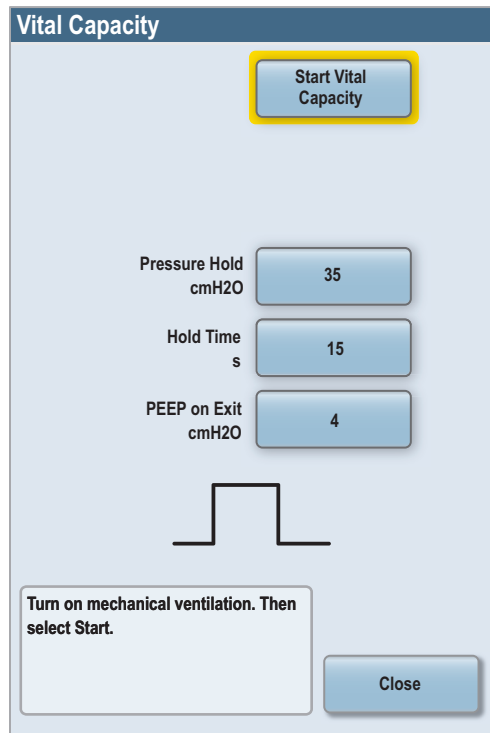 Vital Capacity
Start Vital
Capacity
Pressure Hold
cmH2O
35
Hold Time
s
15
PEEP on Exit
cmH2O
4
Turn on mechanical ventilation. Then
select Start.
Close